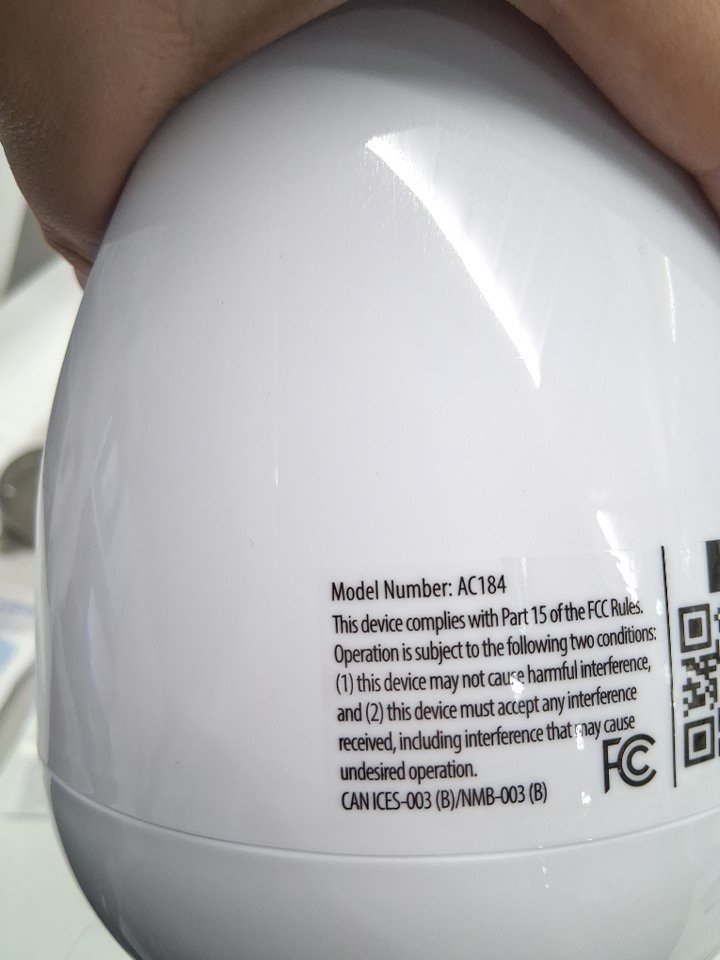 Model Number: AC184
This device complies with Part 15 of the FCC Rules.
Operation is subject to the following two conditions:
(1) this device may not cause harmful interference,
and (2) this device must accept any interference
received, including interference that may cause
undesired operation.
FC
CAN ICES-003 (B)/NMB-003 (B)